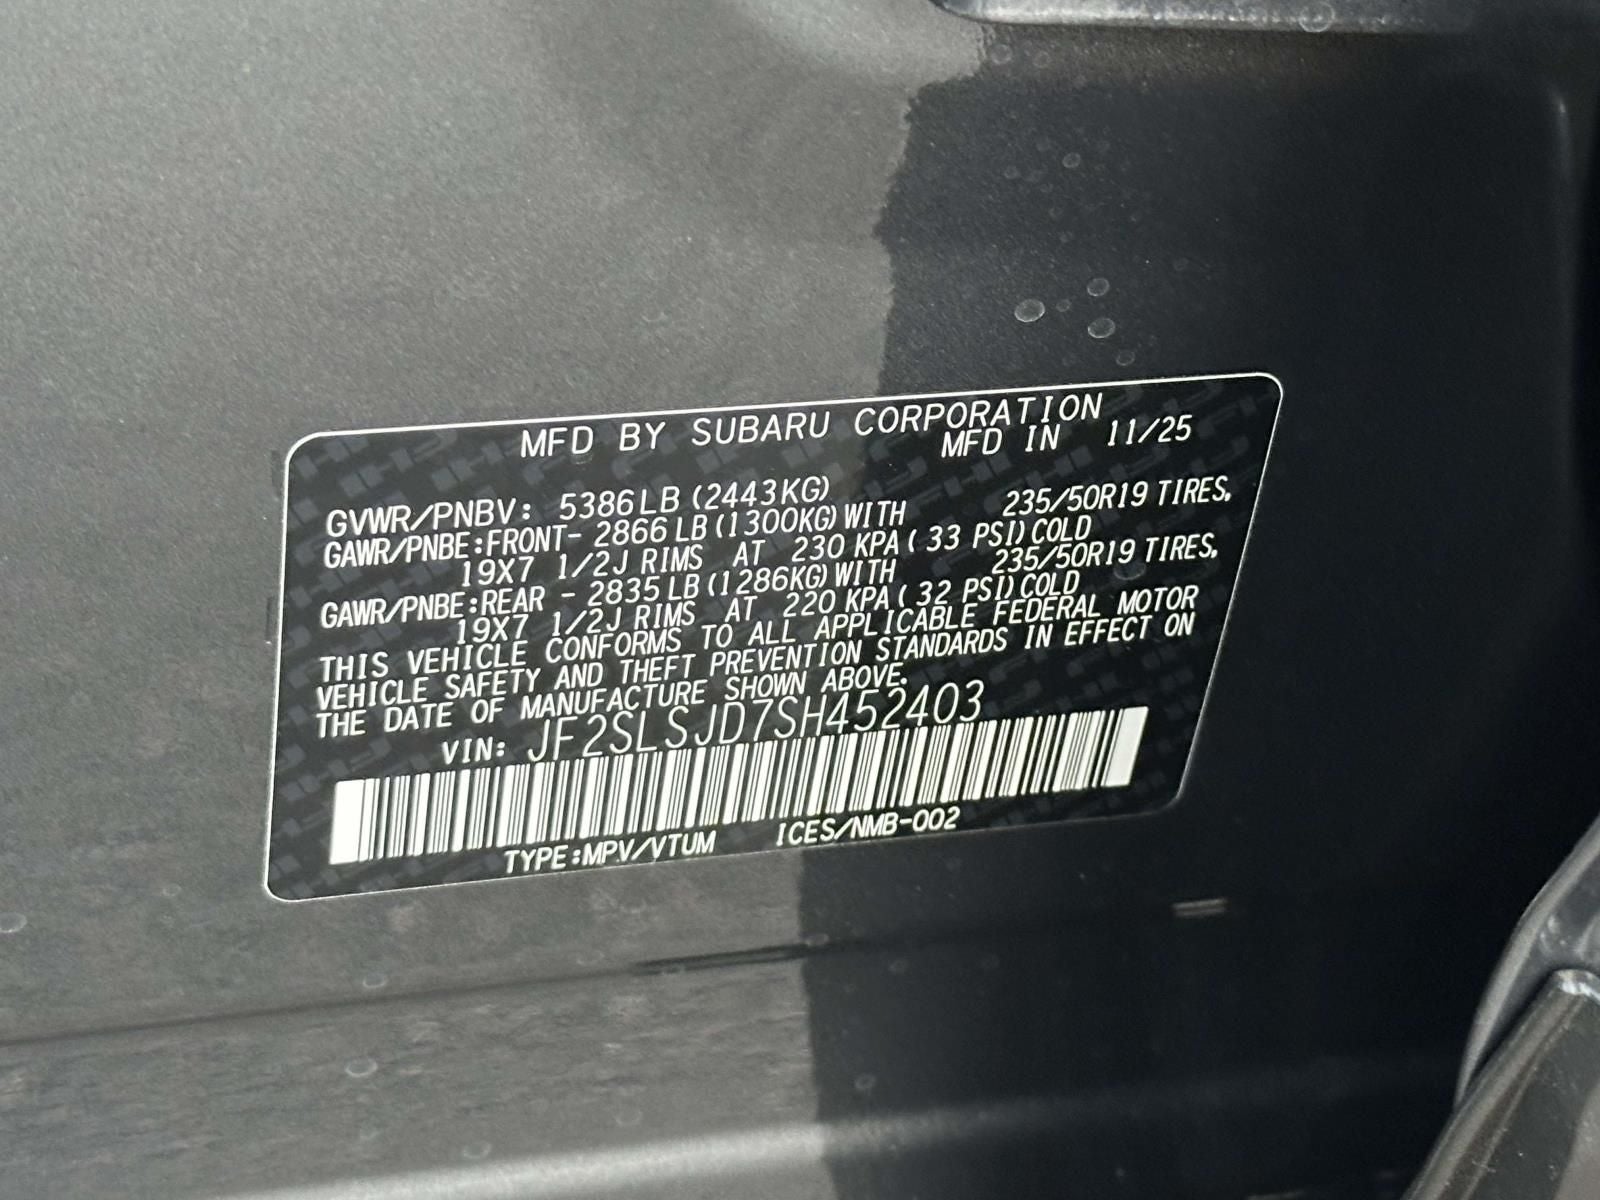 MFD BY SUBARU CORPORATION
MFD IN 11/25
GVWR/PNBV: 5386LB(2443KG)
GAWR/PNBE:FRONT- 2866LB(1300KG)WITH 235/50R19 TIRES,
19X7 1/2J RIMS AT 230 KPA( 33 PSI)COLD
GAWR/PNBE:REAR - 2835LB(1286KG)WITH 235/50R19 TIRES,
19X7 1/2J RIMS AT 220 KPA( 32 PSI)COLD
THIS VEHICLE CONFORMS TO ALL APPLICABLE FEDERAL MOTOR
VEHICLE SAFETY AND THEFT PREVENTION STANDARDS IN EFFECT ON
THE DATE OF MANUFACTURE SHOWN ABOVE.
VIN: JF2SLSJD7SH452403
TYPE:MPV/VTUM ICES/NMB-002